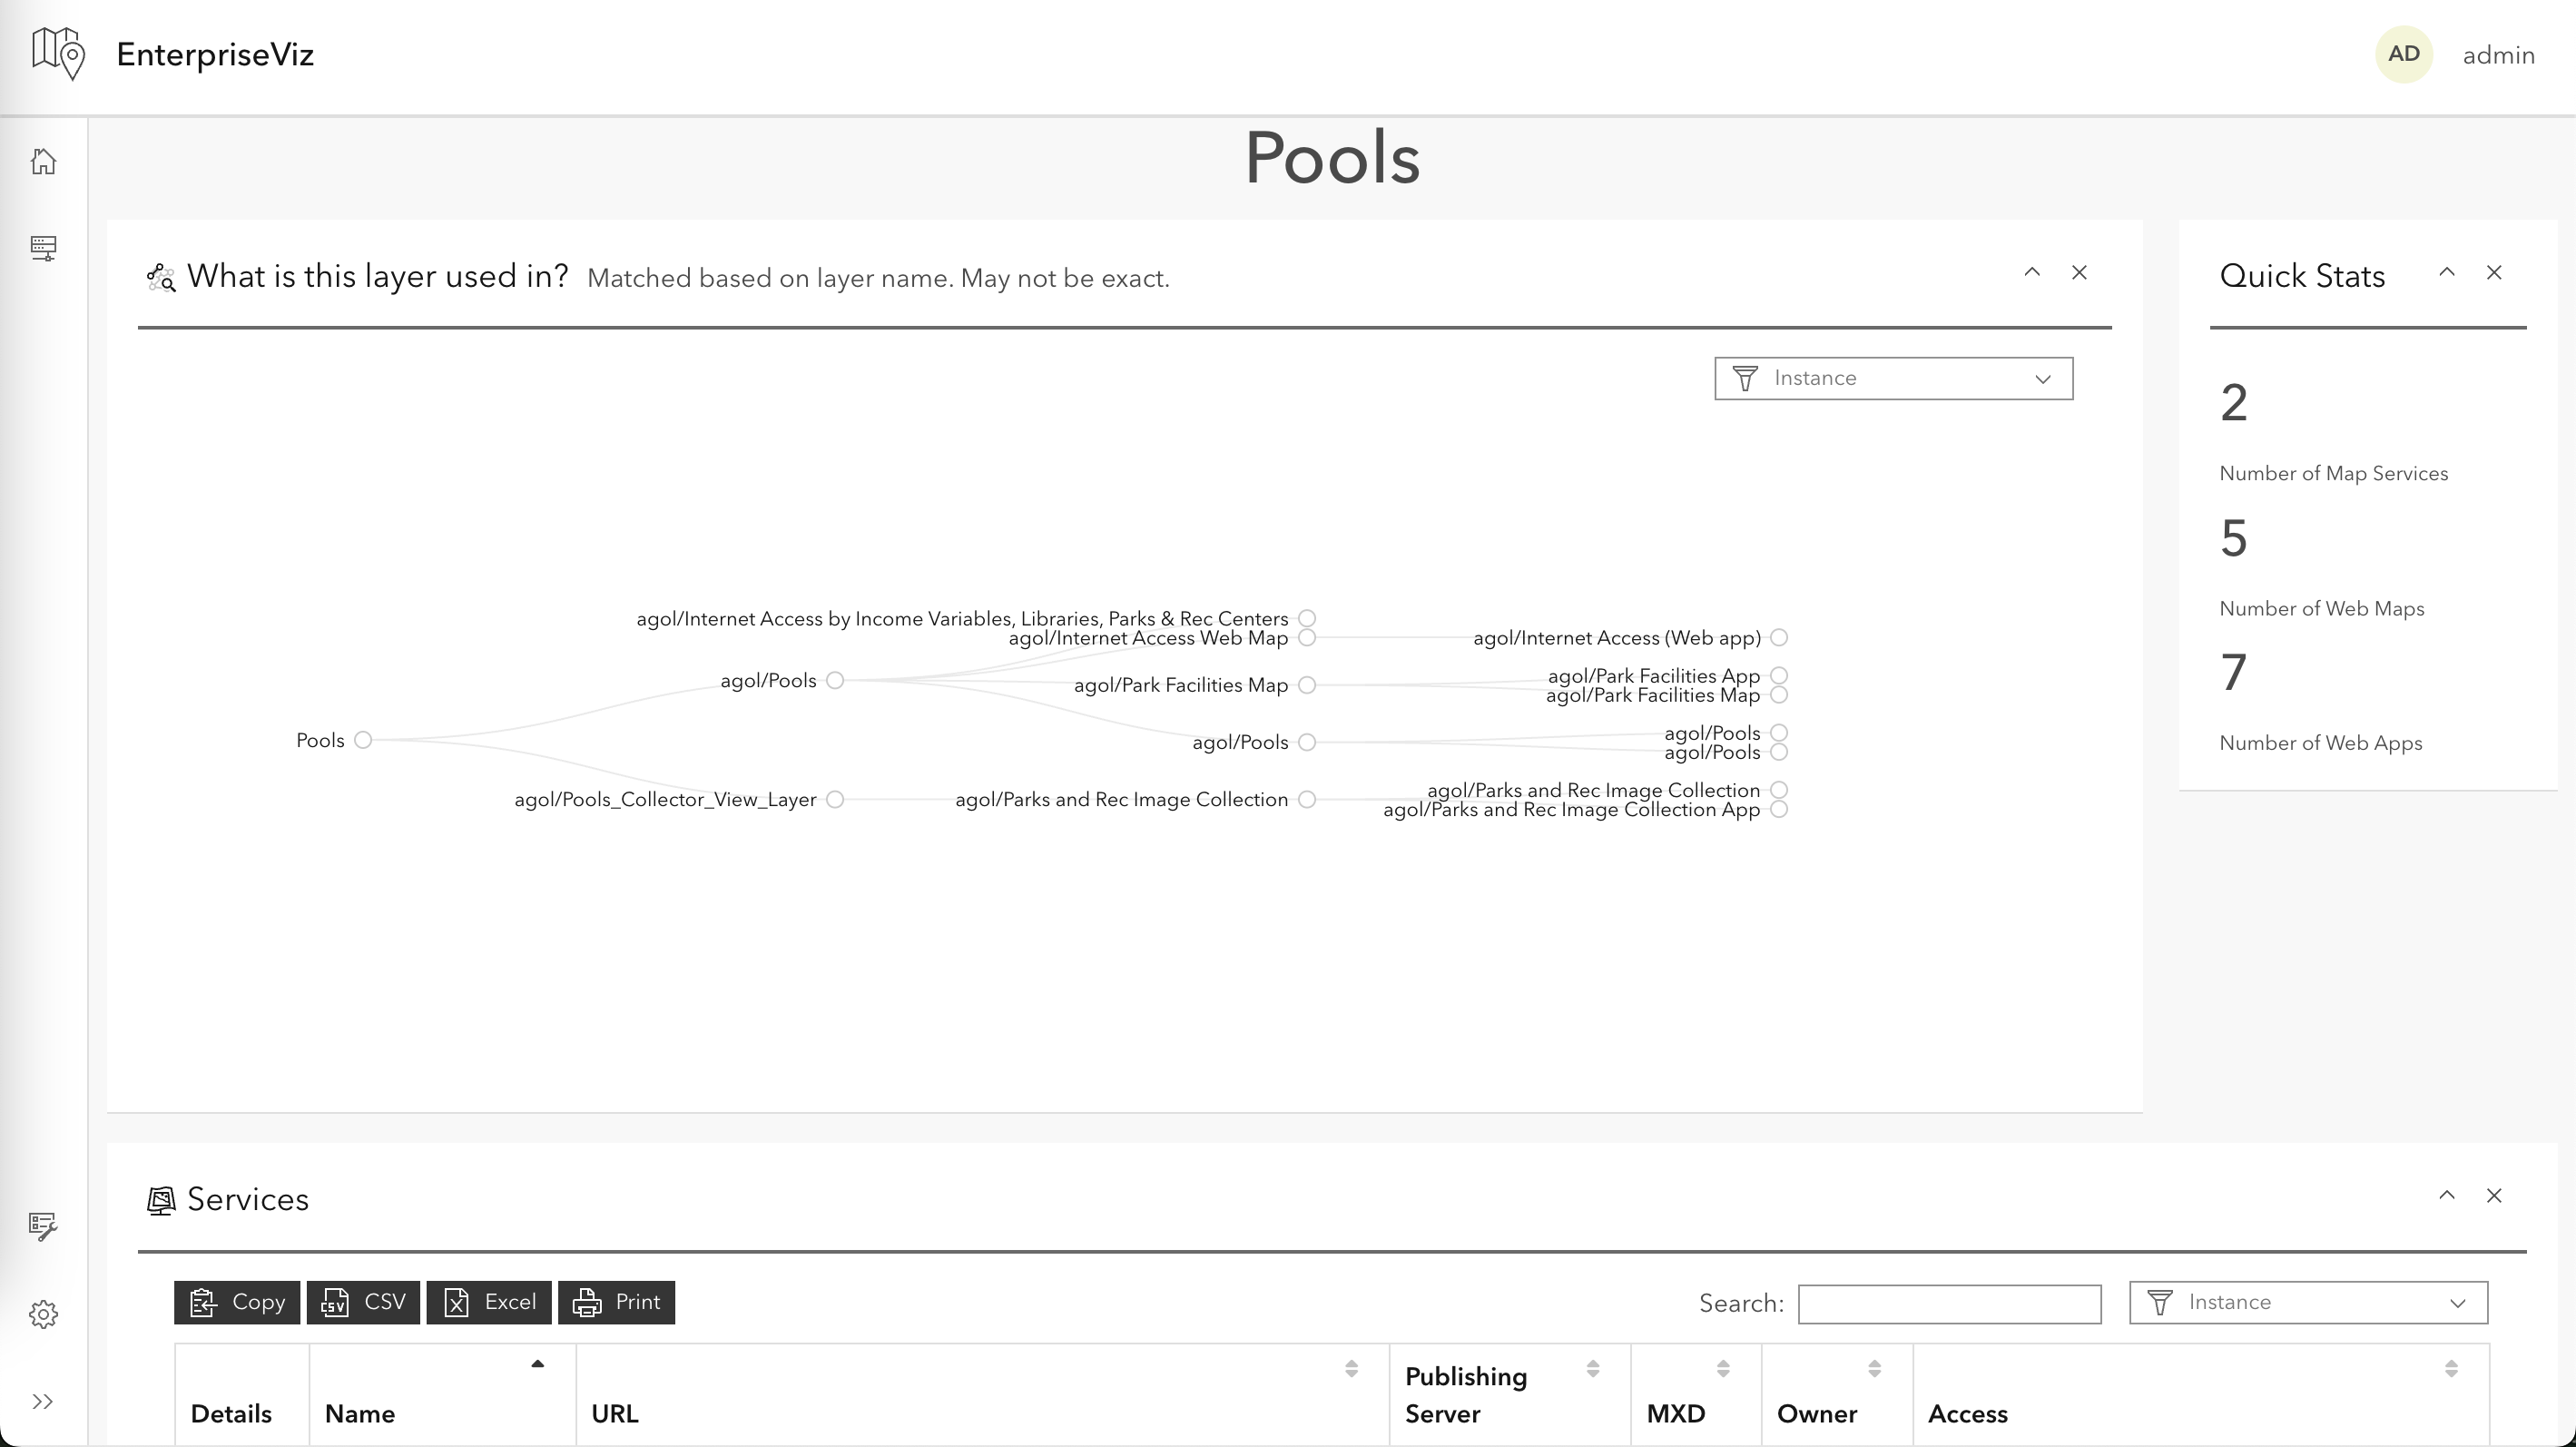 EnterpriseViz
AD admin
Pools
What is this layer used in? Matched based on layer name. May not be exact.
Instance
agol/Internet Access by Income Variables, Libraries, Parks & Rec Centers
agol/Internet Access Web Map
agol/Internet Access (Web app)
agol/Park Facilities App
agol/Pools
agol/Park Facilities Map
agol/Park Facilities Map
agol/Pools
Pools
agol/Pools
agol/Pools
agol/Parks and Rec Image Collection
agol/Pools_Collector_View_Layer
agol/Parks and Rec Image Collection
agol/Parks and Rec Image Collection App
Quick Stats
2
Number of Map Services
5
Number of Web Maps
7
Number of Web Apps
Services
Copy CSV Excel Print
Search: Instance
Details Name URL Publishing Server MXD Owner Access